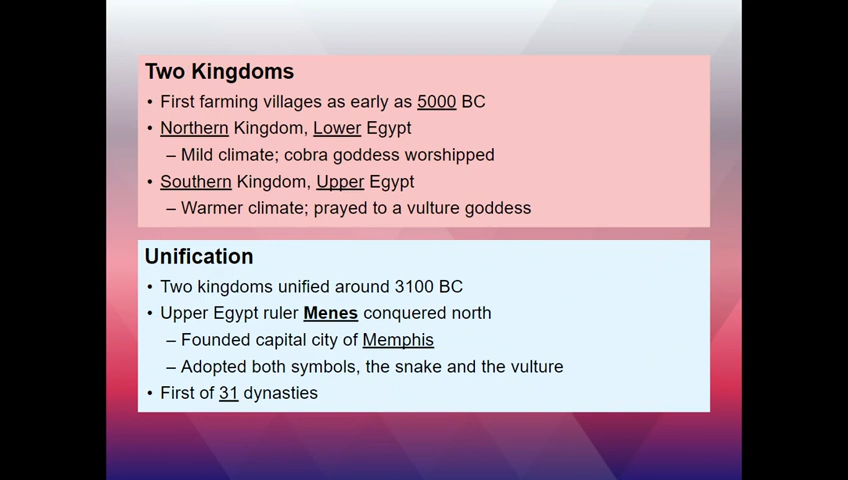 Two Kingdoms
• First farming villages as early as 5000 BC
• Northern Kingdom, Lower Egypt
– Mild climate; cobra goddess worshipped
• Southern Kingdom, Upper Egypt
– Warmer climate; prayed to a vulture goddess
Unification
• Two kingdoms unified around 3100 BC
• Upper Egypt ruler Menes conquered north
– Founded capital city of Memphis
– Adopted both symbols, the snake and the vulture
• First of 31 dynasties